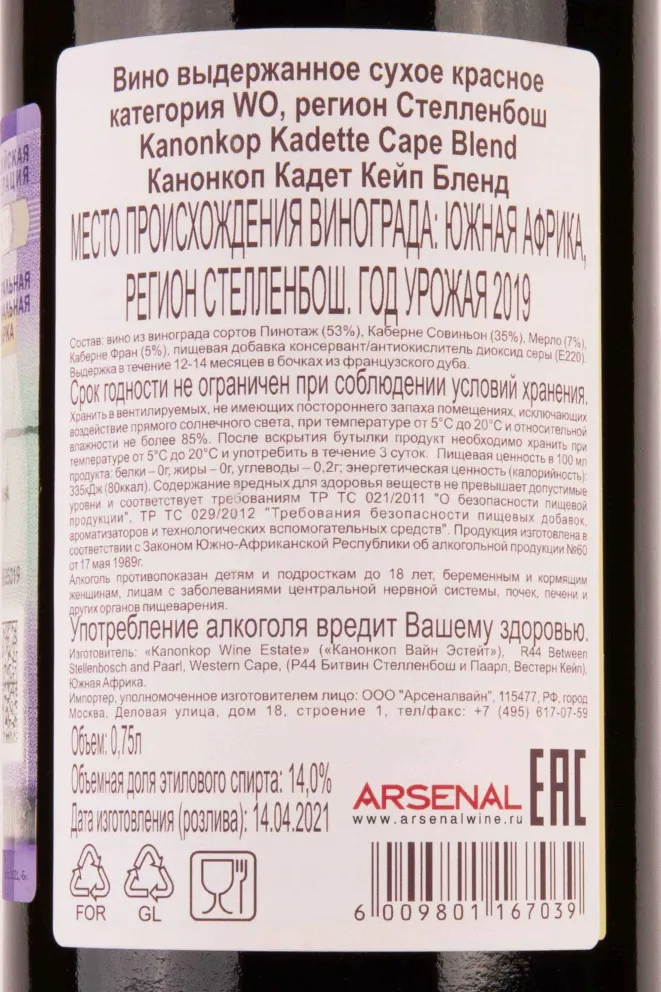 Вино выдержанное сухое красное
категория WO, регион Стелленбош
Kanonkop Kadette Cape Blend
Канонкоп Кадет Кейп Бленд
МЕСТО ПРОИСХОЖДЕНИЯ ВИНОГРАДА: ЮЖНАЯ АФРИКА,
РЕГИОН СТЕЛЛЕНБОШ. ГОД УРОЖАЯ 2019
Состав: вино из винограда сортов Пинотаж (53%), Каберне Совиньон (35%), Мерло (7%),
Каберне Фран (5%), пищевая добавка консервант/антиокислитель диоксид серы (Е220).
Выдержка в течение 12-14 месяцев в бочках из французского дуба.
Срок годности не ограничен при соблюдении условий хранения.
Хранить в вентилируемых, не имеющих постороннего запаха помещениях, исключающих
воздействие прямого солнечного света, при температуре от 5°С до 20°С и относительной
влажности не более 85%. После вскрытия бутылки продукт необходимо хранить при
температуре от 5°С до 20°С и употребить в течение 3 суток. Пищевая ценность в 100 мл
продукта: белки – 0г, жиры – 0г, углеводы – 0,2г; энергетическая ценность (калорийность):
335кДж (80ккал). Содержание вредных для здоровья веществ не превышает допустимые
уровни и соответствует требованиям ТР ТС 021/2011 "О безопасности пищевой
продукции", ТР ТС 029/2012 "Требования безопасности пищевых добавок,
ароматизаторов и технологических вспомогательных средств". Продукция изготовлена в
соответствии с Законом Южно-Африканской Республики об алкогольной продукции №60
от 17 мая 1989г.
Алкоголь противопоказан детям и подросткам до 18 лет, беременным и кормящим
женщинам, лицам с заболеваниями центральной нервной системы, почек, печени и
других органов пищеварения.
Употребление алкоголя вредит Вашему здоровью.
Изготовитель: «Kanonkop Wine Estate» («Канонкоп Вайн Эстейт»), R44 Between
Stellenbosch and Paarl, Western Cape, (Р44 Битвин Стелленбош и Паарл, Вестерн Кейп),
Южная Африка.
Импортер, уполномоченное изготовителем лицо: ООО "Арсеналвайн", 115477, РФ, город
Москва, Деловая улица, дом 18, строение 1, тел/факс: +7 (495) 617-07-59
Объем: 0,75л
Объемная доля этилового спирта: 14,0%
Дата изготовления (розлива): 14.04.2021
ARSENAL
www.arsenalwine.ru
EAC
FOR
GL
6 009801 167039